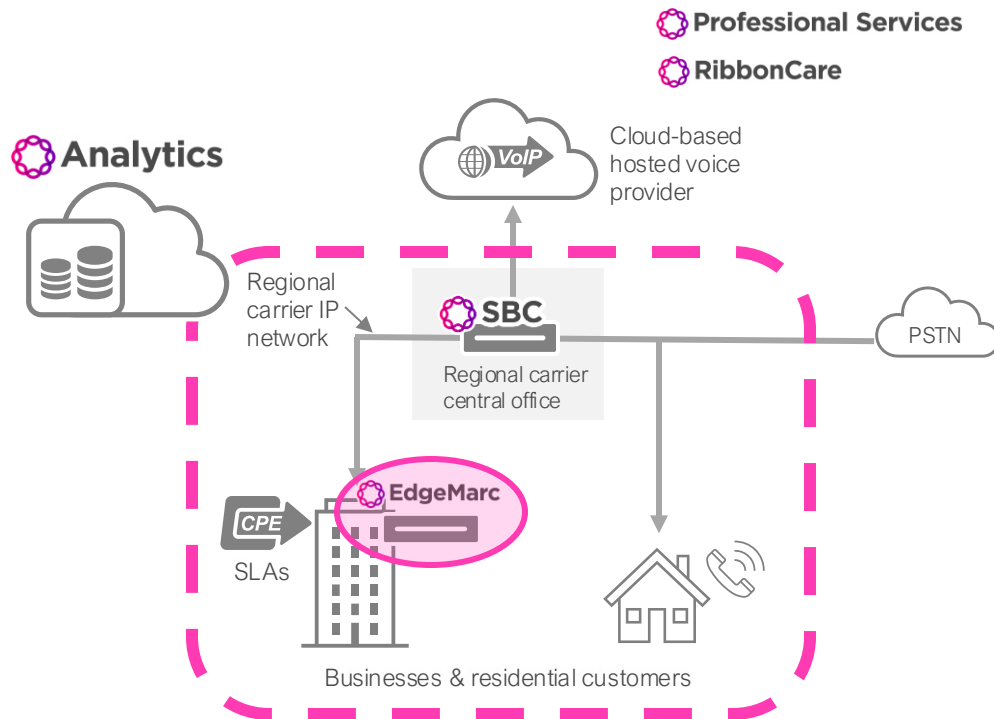 Professional Services
RibbonCare
Analytics
VoIP
Cloud-based
hosted voice
provider
Regional
carrier IP
network
SBC
PSTN
Regional carrier
central office
EdgeMarc
CPE
SLAs
Businesses & residential customers